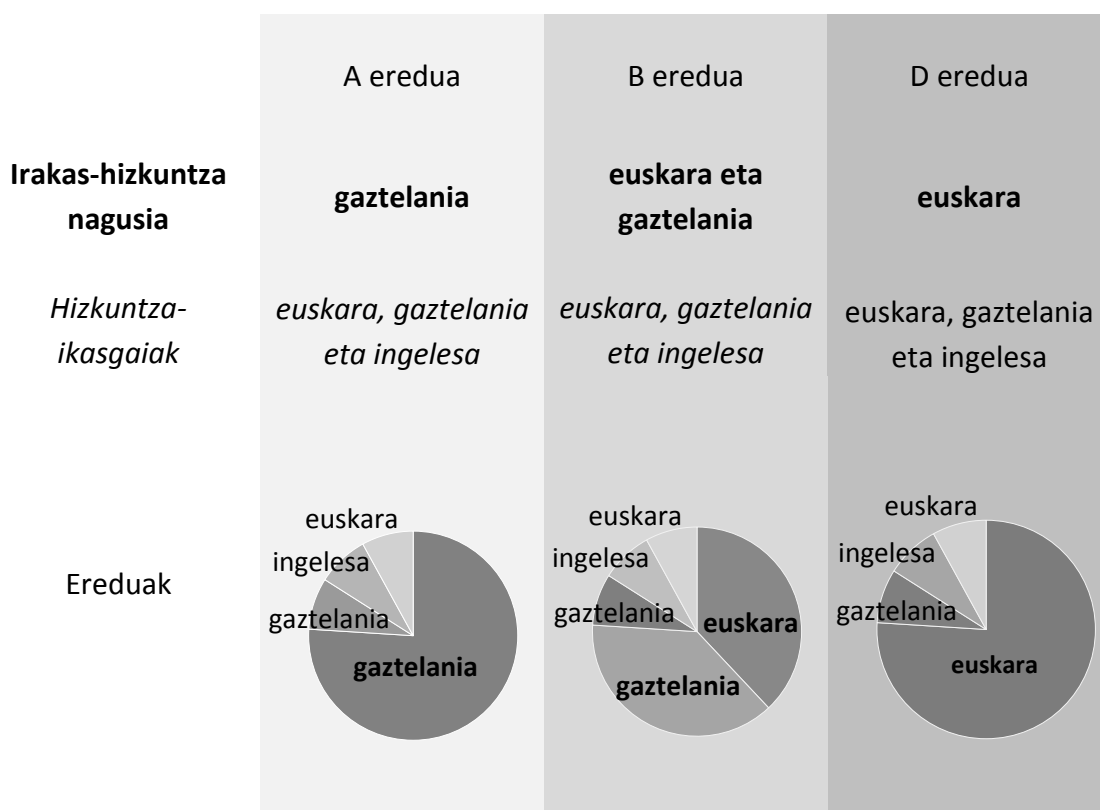 A eredua
B eredua
D eredua
Irakas-hizkuntza
nagusia
gaztelania
euskara eta
gaztelania
euskara
Hizkuntza-
ikasgaiak
euskara, gaztelania
eta ingelesa
euskara, gaztelania
eta ingelesa
euskara, gaztelania
eta ingelesa
Ereduak
euskara
ingelesa
gaztelania
gaztelania
euskara
ingelesa
gaztelania
euskara
gaztelania
euskara
ingelesa
gaztelania
euskara